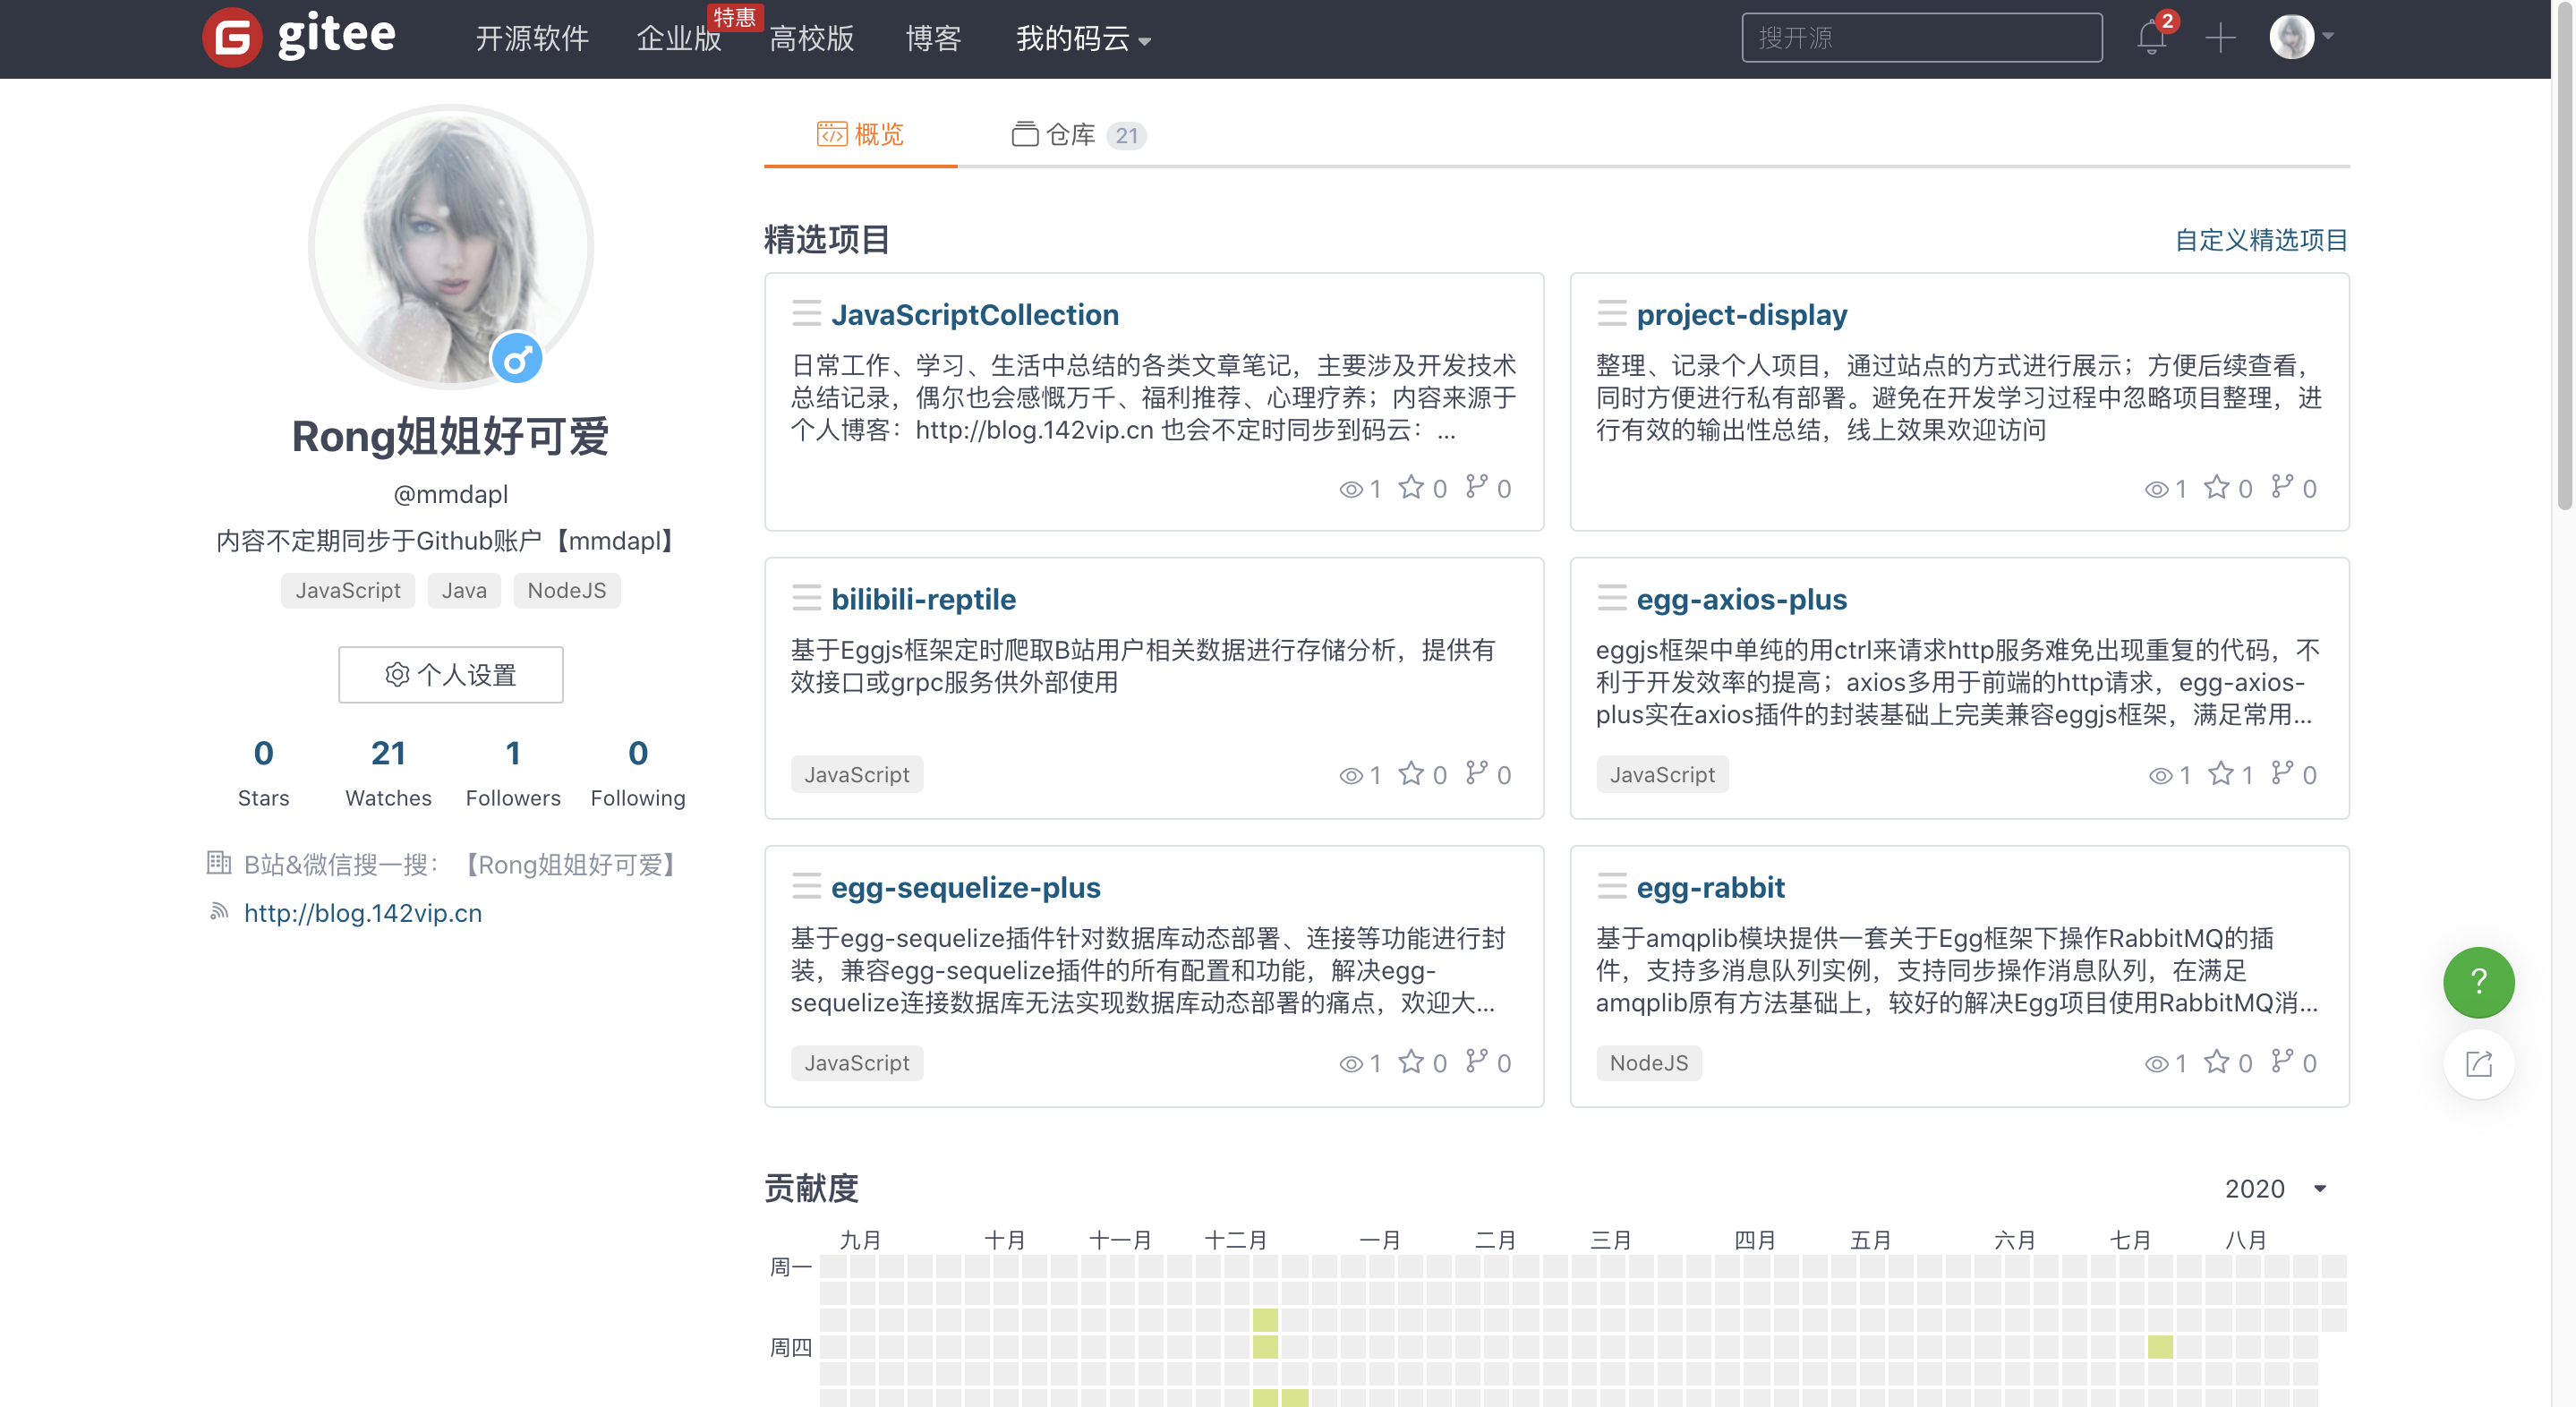 gitee
开源软件
企业版
特惠
高校版
博客
我的码云
搜开源
2
Rong姐姐好可爱
@mmdapl
内容不定期同步于Github账户【mmdapl】
JavaScript Java NodeJS
个人设置
0 21 1 0
Stars Watches Followers Following
B站&微信搜一搜：【Rong姐姐好可爱】
http://blog.142vip.cn
概览
仓库 21
精选项目
自定义精选项目
JavaScriptCollection
日常工作、学习、生活中总结的各类文章笔记，主要涉及开发技术
总结记录，偶尔也会感慨万千、福利推荐、心理疗养；内容来源于
个人博客：http://blog.142vip.cn 也会不定时同步到码云：...
1 0 0
project-display
整理、记录个人项目，通过站点的方式进行展示；方便后续查看，
同时方便进行私有部署。避免在开发学习过程中忽略项目整理，进
行有效的输出性总结，线上效果欢迎访问
1 0 0
bilibili-reptile
基于Eggjs框架定时爬取B站用户相关数据进行存储分析，提供有
效接口或grpc服务供外部使用
JavaScript
1 0 0
egg-axios-plus
eggjs框架中单纯的用ctrl来请求http服务难免出现重复的代码，不
利于开发效率的提高；axios多用于前端的http请求，egg-axios-
plus实在axios插件的封装基础上完美兼容eggjs框架，满足常用...
JavaScript
1 1 0
egg-sequelize-plus
基于egg-sequelize插件针对数据库动态部署、连接等功能进行封
装，兼容egg-sequelize插件的所有配置和功能，解决egg-
sequelize连接数据库无法实现数据库动态部署的痛点，欢迎大...
JavaScript
1 0 0
egg-rabbit
基于amqplib模块提供一套关于Egg框架下操作RabbitMQ的插
件，支持多消息队列实例，支持同步操作消息队列，在满足
amqplib原有方法基础上，较好的解决Egg项目使用RabbitMQ消...
NodeJS
1 0 0
?
贡献度
2020
九月 十月 十一月 十二月 一月 二月 三月 四月 五月 六月 七月 八月
周一
周四